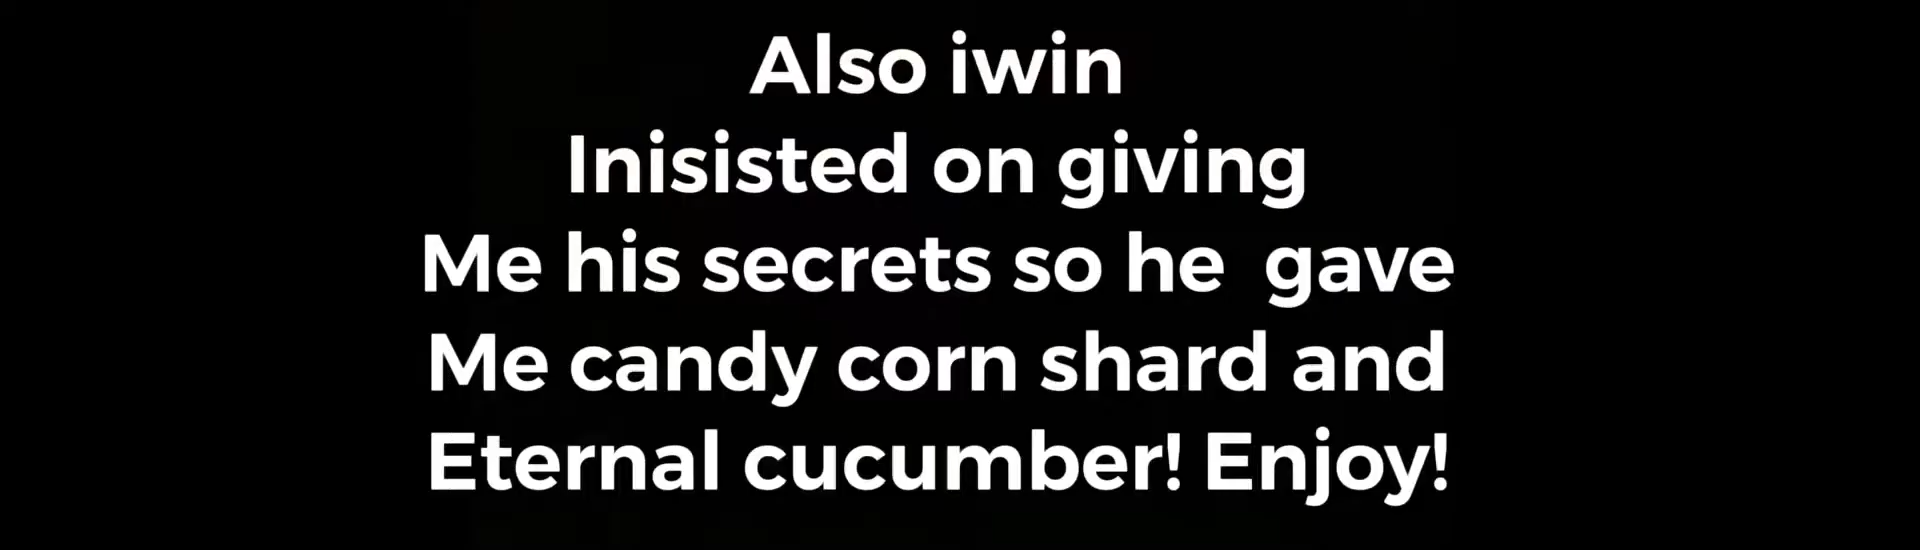 Also iwin
Inisisted on giving
Me his secrets so he  gave
Me candy corn shard and
Eternal cucumber! Enjoy!